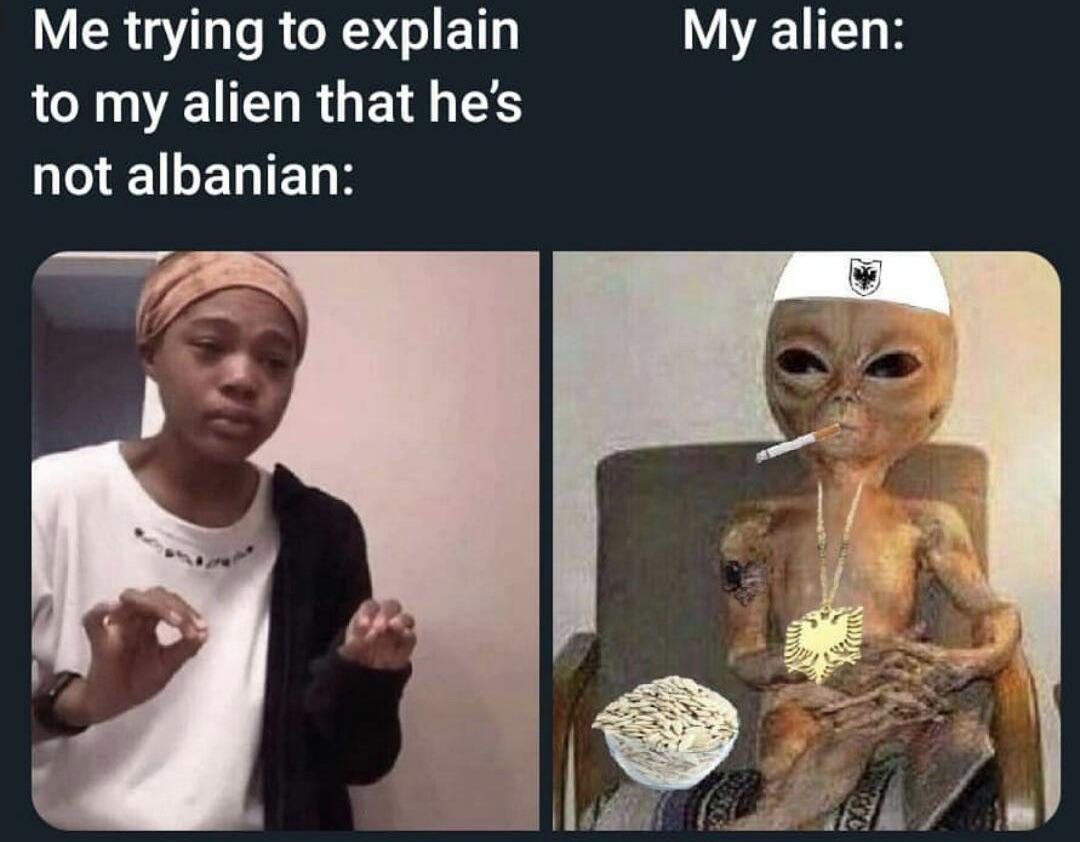 Me trying to explain
to my alien that he's
not albanian:
My alien: